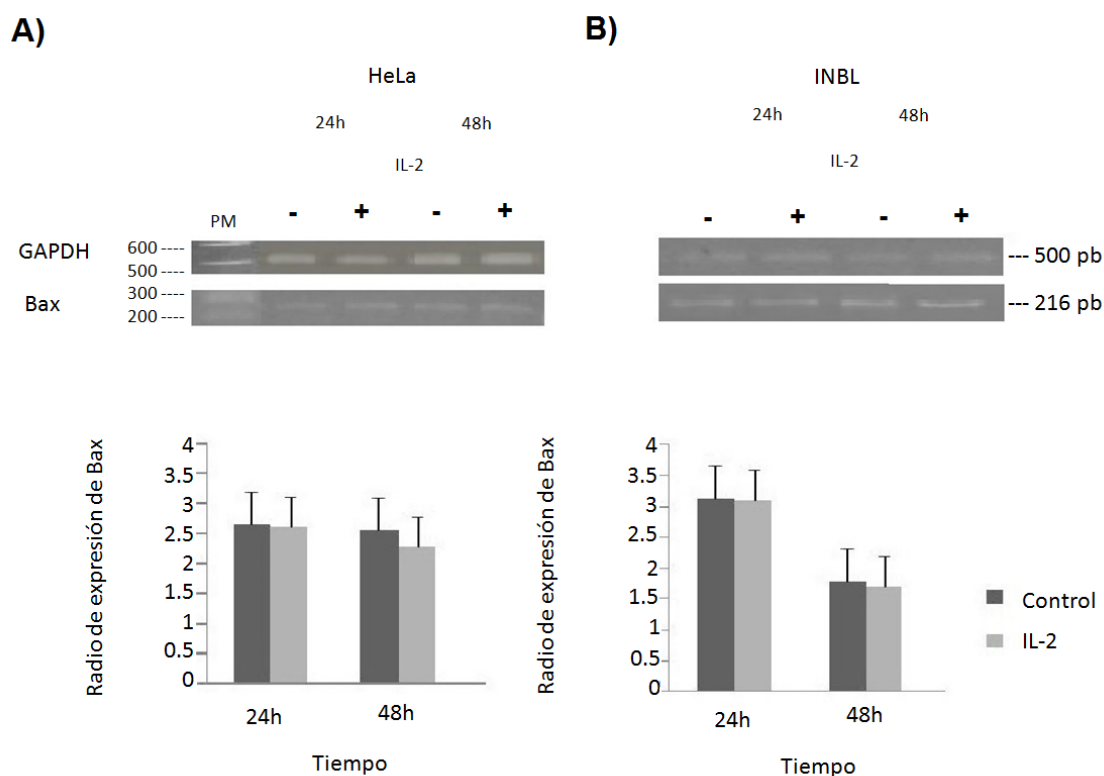 A)
HeLa
24h 48h
IL-2
PM - + - +
GAPDH 600 ----
500 ----
Bax 300 ----
200 ----
Radio de expresión de Bax
4
3.5
3
2.5
2
1.5
1
0.5
0
24h 48h
Tiempo
B)
INBL
24h 48h
IL-2
- + - +
--- 500 pb
--- 216 pb
Radio de expresión de Bax
4
3.5
3
2.5
2
1.5
1
0.5
0
24h 48h
Tiempo
Control
IL-2